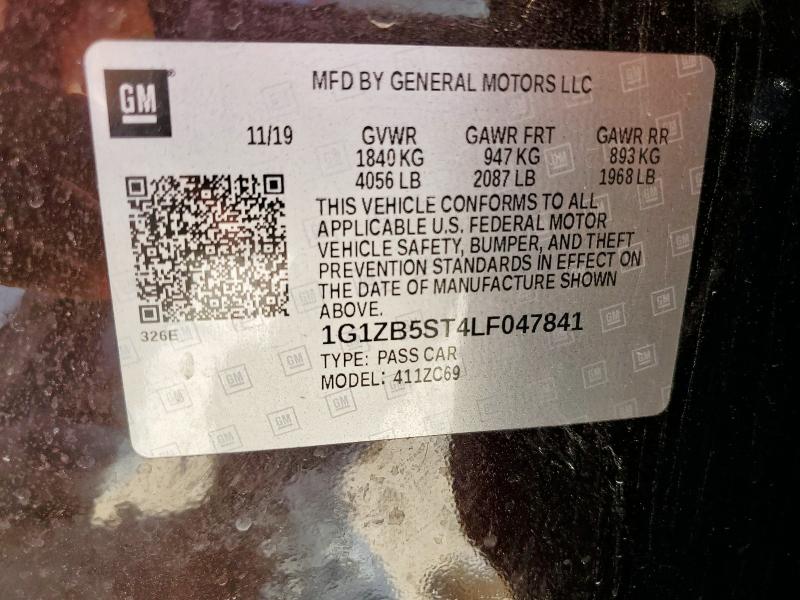 GM
MFD BY GENERAL MOTORS LLC
11/19 GVWR GAWR FRT GAWR RR
1840 KG 947 KG 893 KG
4056 LB 2087 LB 1968 LB
THIS VEHICLE CONFORMS TO ALL
APPLICABLE U.S. FEDERAL MOTOR
VEHICLE SAFETY, BUMPER, AND THEFT
PREVENTION STANDARDS IN EFFECT ON
THE DATE OF MANUFACTURE SHOWN
ABOVE.
326E
1G1ZB5ST4LF047841
TYPE: PASS CAR
MODEL: 411ZC69